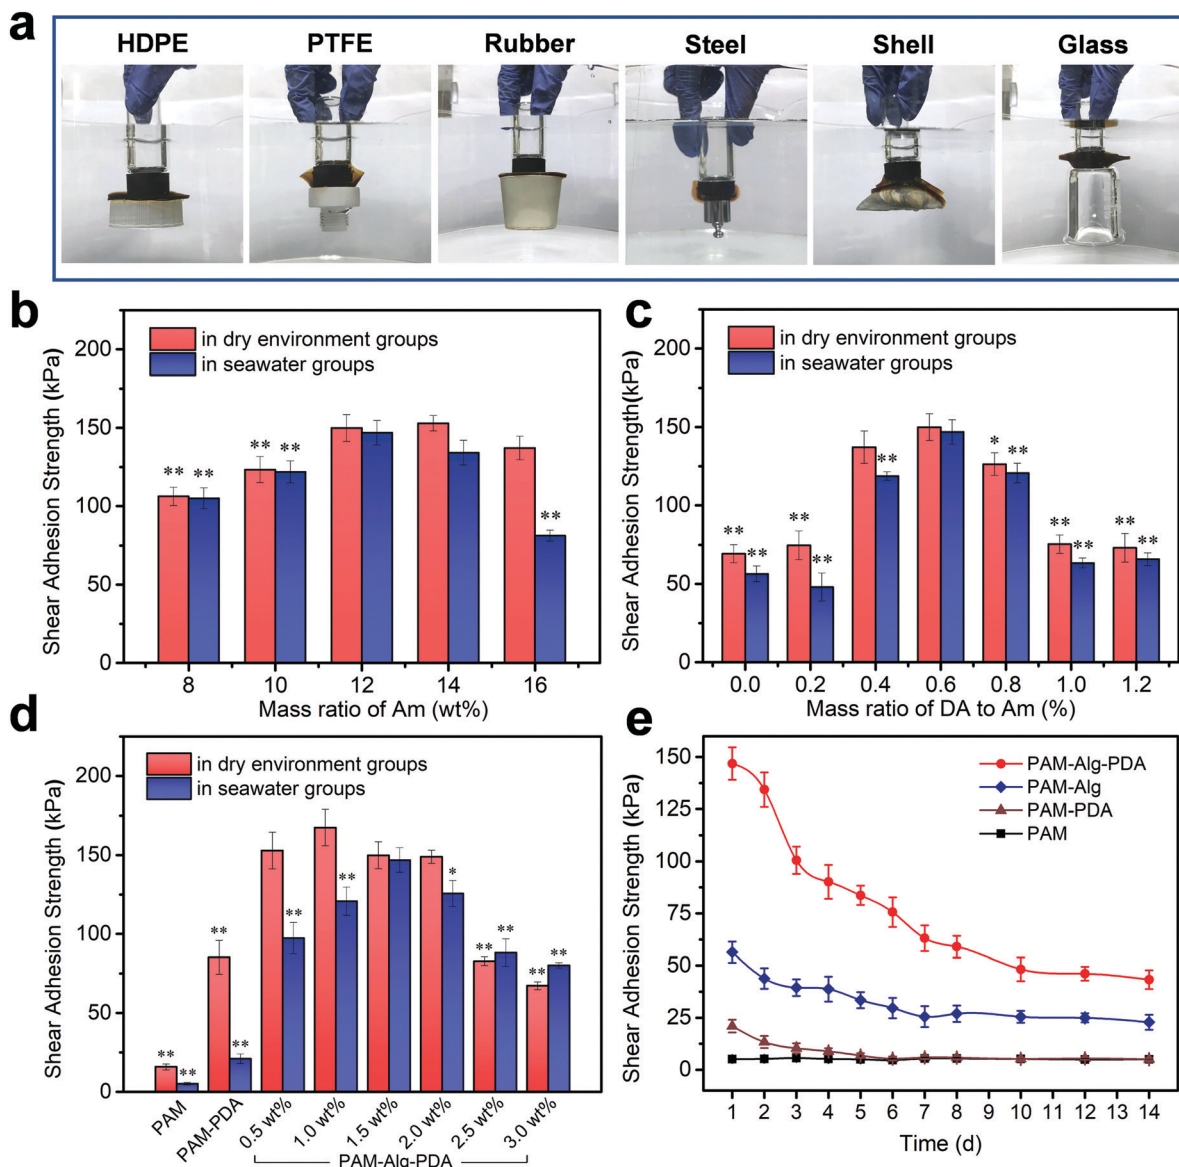 a
HDPE PTFE Rubber Steel Shell Glass
b
in dry environment groups
in seawater groups
Shear Adhesion Strength (kPa)
200
150
100
50
0
8 10 12 14 16
Mass ratio of Am (wt%)
** ** ** ** **
c
in dry environment groups
in seawater groups
Shear Adhesion Strength(kPa)
200
150
100
50
0
0.0 0.2 0.4 0.6 0.8 1.0 1.2
Mass ratio of DA to Am (%)
** ** ** ** * ** ** ** ** **
d
in dry environment groups
in seawater groups
Shear Adhesion Strength (kPa)
200
150
100
50
0
PAM PAM-PDA 0.5 wt% 1.0 wt% 1.5 wt% 2.0 wt% 2.5 wt% 3.0 wt%
PAM-Alg-PDA
** ** ** ** ** ** * ** ** ** **
e
PAM-Alg-PDA
PAM-Alg
PAM-PDA
PAM
Shear Adhesion Strength (kPa)
150
125
100
75
50
25
0
1 2 3 4 5 6 7 8 9 10 11 12 13 14
Time (d)